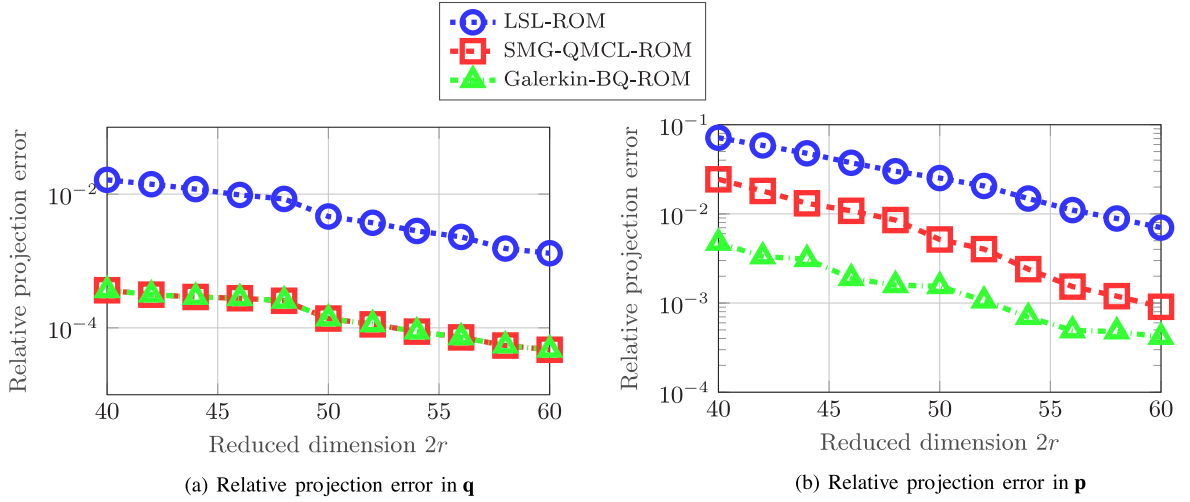 LSL-ROM
SMG-QMCL-ROM
Galerkin-BQ-ROM
Relative projection error
10⁻²
10⁻⁴
40 45 50 55 60
Reduced dimension 2r
(a) Relative projection error in q
Relative projection error
10⁻¹
10⁻²
10⁻³
10⁻⁴
40 45 50 55 60
Reduced dimension 2r
(b) Relative projection error in p